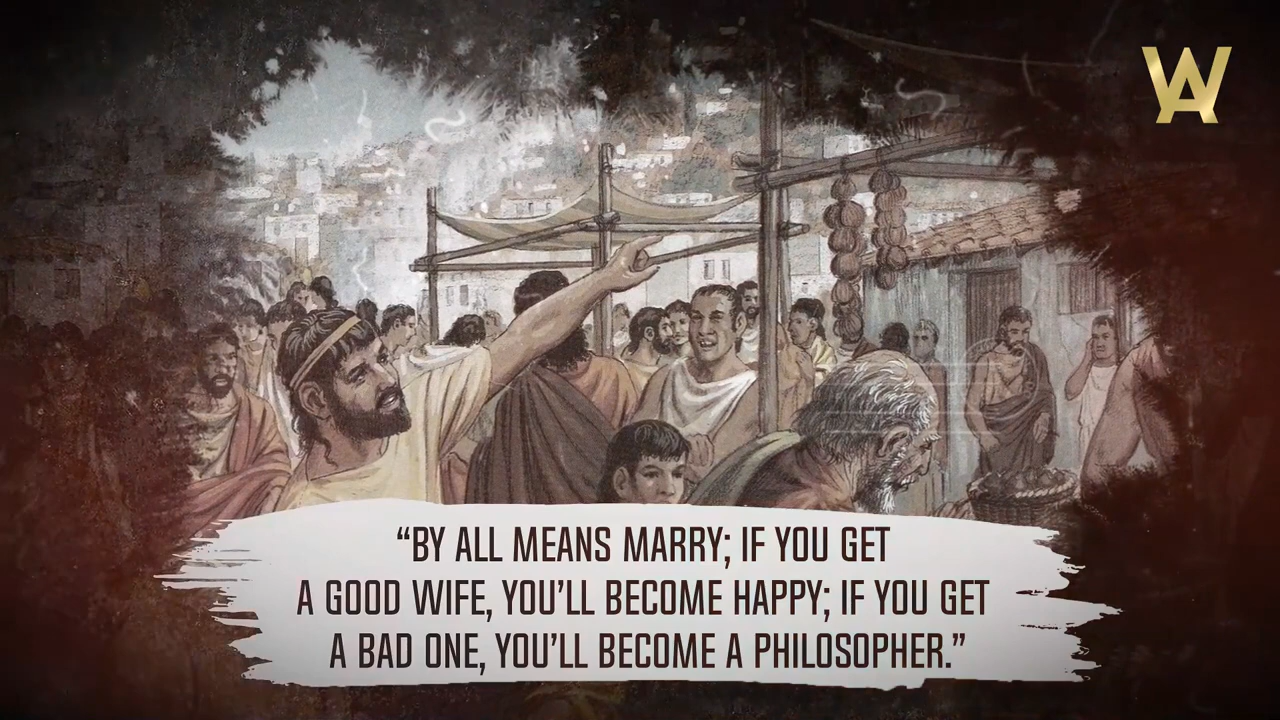 WA
“BY ALL MEANS MARRY; IF YOU GET
A GOOD WIFE, YOU’LL BECOME HAPPY; IF YOU GET
A BAD ONE, YOU’LL BECOME A PHILOSOPHER.”